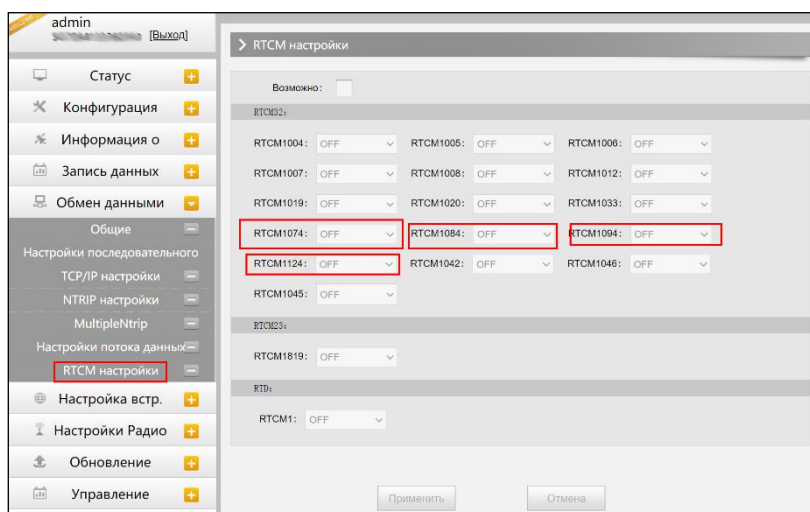 admin
[Выход]
Статус
Конфигурация
Информация о
Запись данных
Обмен данными
Общие
Настройки последовательного
TCP/IP настройки
NTRIP настройки
MultipleNtrip
Настройки потока данных
RTCM настройки
Настройка встр.
Настройки Радио
Обновление
Управление
RTCM настройки
Возможно:
RTCM32:
RTCM1004: OFF RTCM1005: OFF RTCM1006: OFF
RTCM1007: OFF RTCM1008: OFF RTCM1012: OFF
RTCM1019: OFF RTCM1020: OFF RTCM1033: OFF
RTCM1074: OFF RTCM1084: OFF RTCM1094: OFF
RTCM1124: OFF RTCM1042: OFF RTCM1046: OFF
RTCM1045: OFF
RTCM23:
RTCM1819: OFF
RTD:
RTCM1: OFF
Применить Отмена